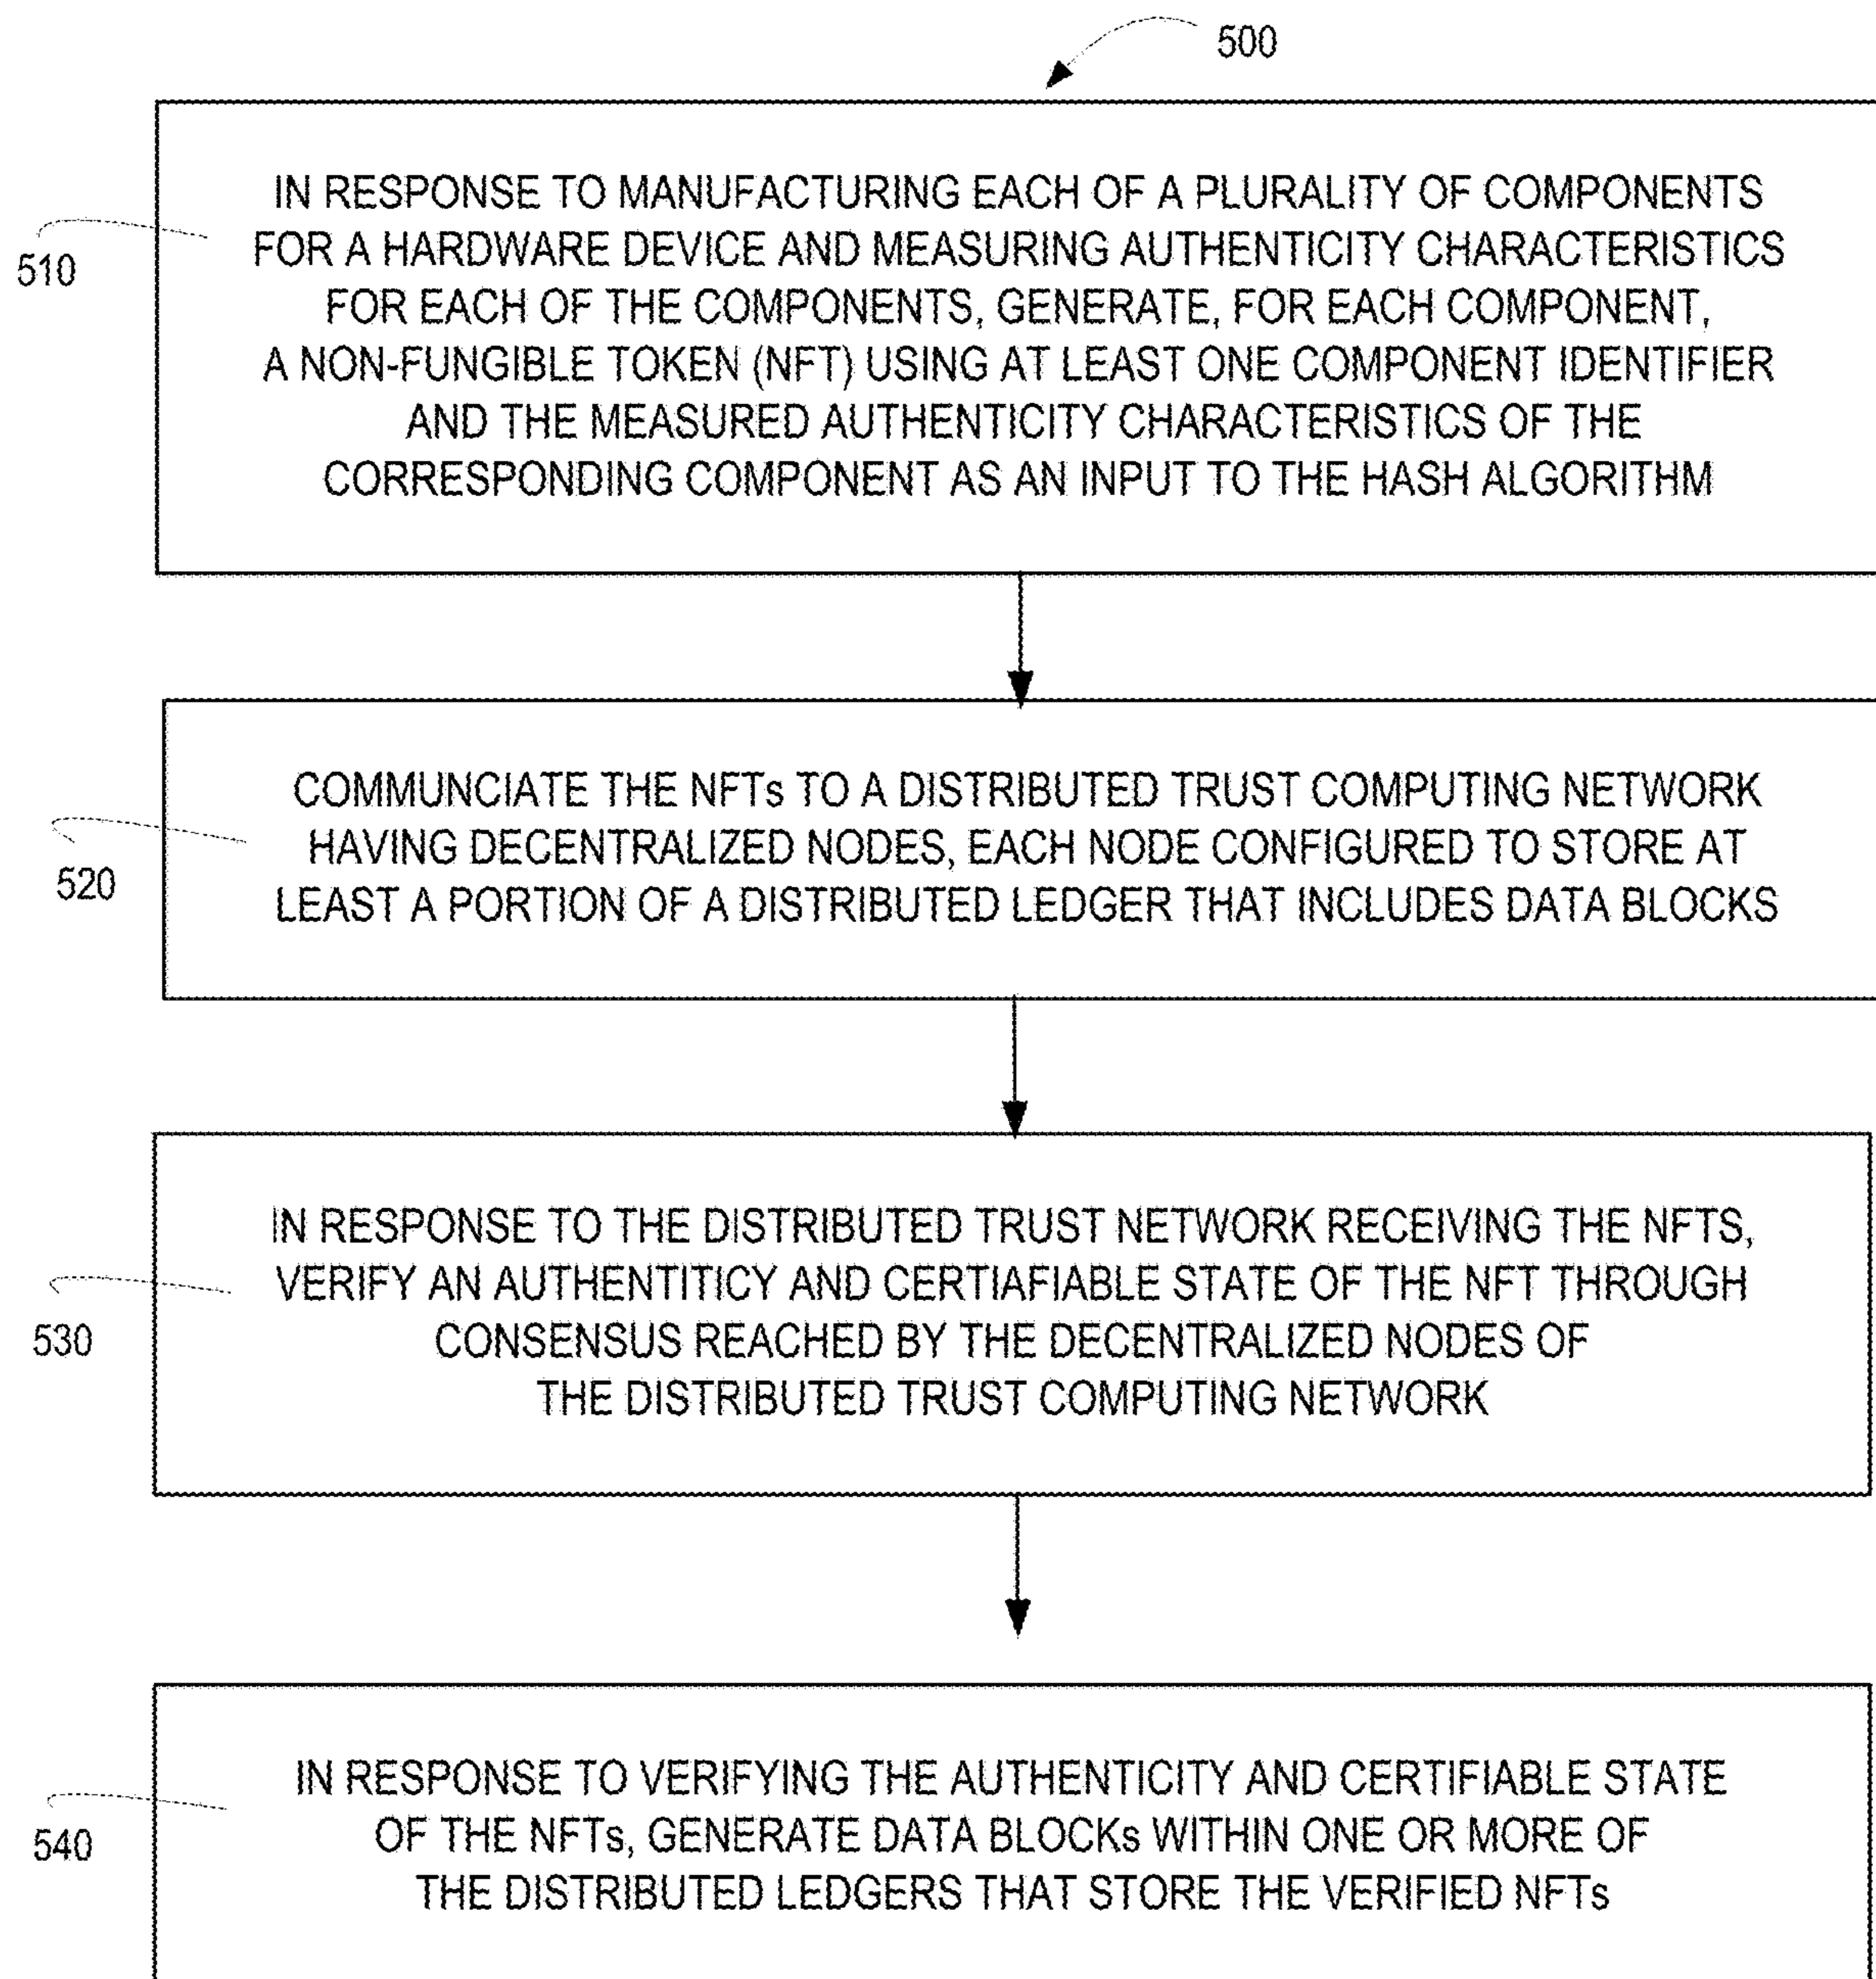 500
510
IN RESPONSE TO MANUFACTURING EACH OF A PLURALITY OF COMPONENTS
FOR A HARDWARE DEVICE AND MEASURING AUTHENTICITY CHARACTERISTICS
FOR EACH OF THE COMPONENTS, GENERATE, FOR EACH COMPONENT,
A NON-FUNGIBLE TOKEN (NFT) USING AT LEAST ONE COMPONENT IDENTIFIER
AND THE MEASURED AUTHENTICITY CHARACTERISTICS OF THE
CORRESPONDING COMPONENT AS AN INPUT TO THE HASH ALGORITHM
520
COMMUNCIATE THE NFTs TO A DISTRIBUTED TRUST COMPUTING NETWORK
HAVING DECENTRALIZED NODES, EACH NODE CONFIGURED TO STORE AT
LEAST A PORTION OF A DISTRIBUTED LEDGER THAT INCLUDES DATA BLOCKS
530
IN RESPONSE TO THE DISTRIBUTED TRUST NETWORK RECEIVING THE NFTS,
VERIFY AN AUTHENTITICY AND CERTIAFIABLE STATE OF THE NFT THROUGH
CONSENSUS REACHED BY THE DECENTRALIZED NODES OF
THE DISTRIBUTED TRUST COMPUTING NETWORK
540
IN RESPONSE TO VERIFYING THE AUTHENTICITY AND CERTIFIABLE STATE
OF THE NFTs, GENERATE DATA BLOCKs WITHIN ONE OR MORE OF
THE DISTRIBUTED LEDGERS THAT STORE THE VERIFIED NFTs